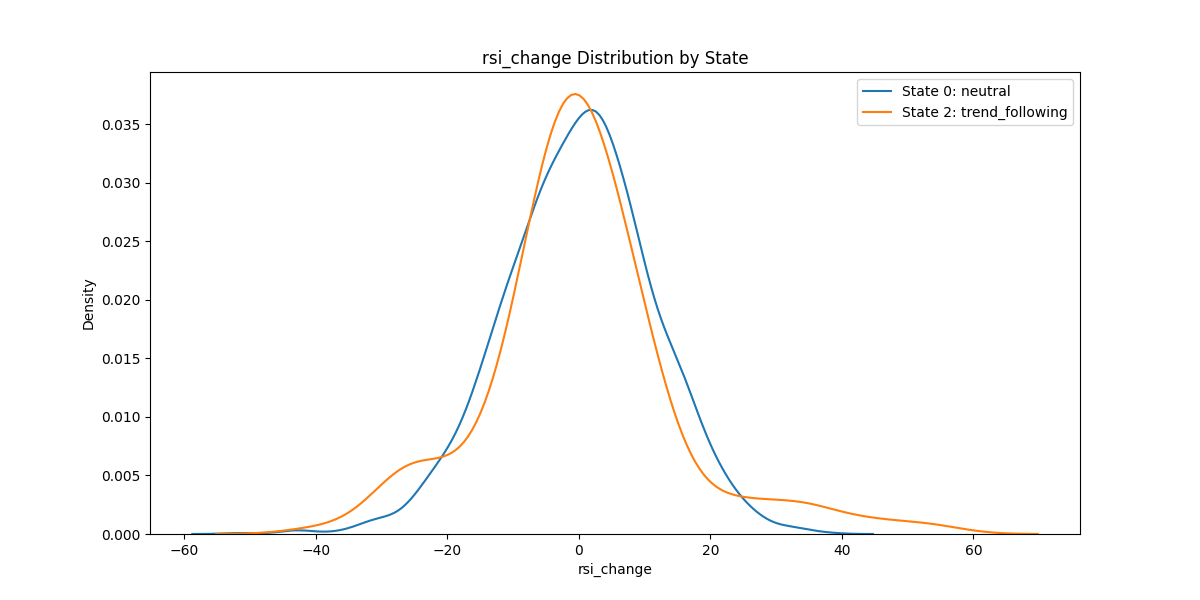 rsi_change Distribution by State
State 0: neutral
State 2: trend_following
0.035
0.030
0.025
0.020
0.015
0.010
0.005
0.000
Density
−60 −40 −20 0 20 40 60
rsi_change